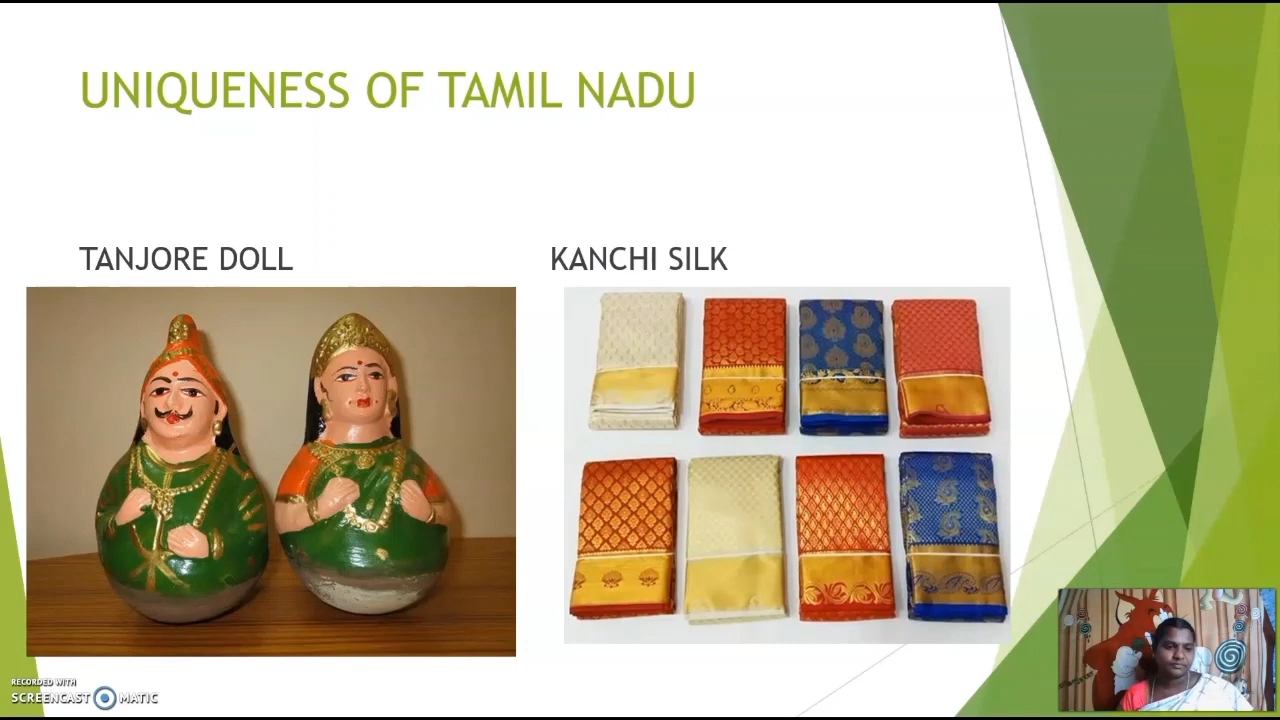 UNIQUENESS OF TAMIL NADU
TANJORE DOLL
KANCHI SILK
RECORDED WITH
SCREENCAST MATIC